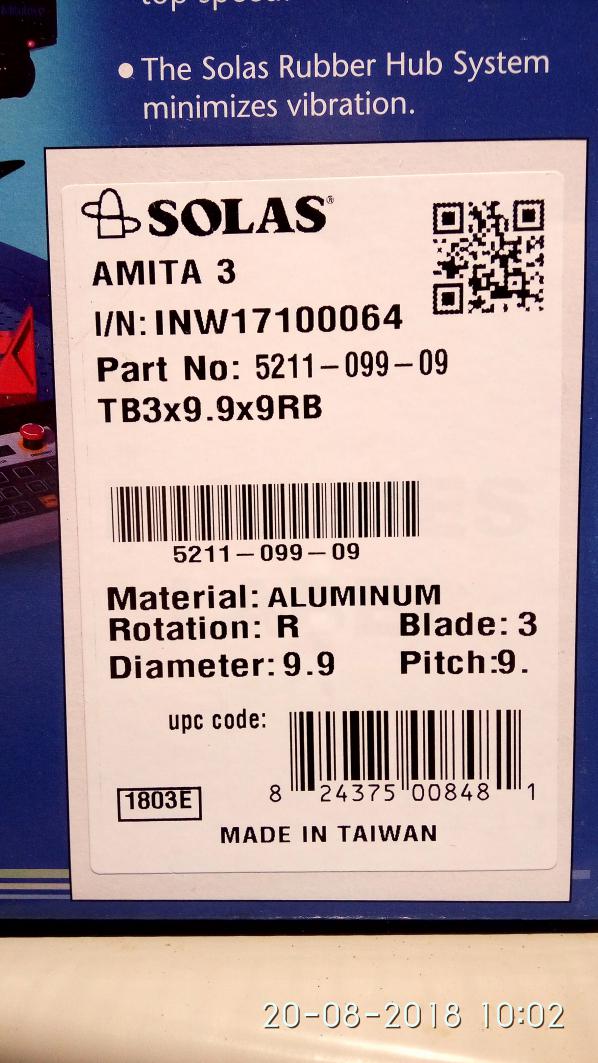 top speed.
• The Solas Rubber Hub System
minimizes vibration.
SOLAS®
AMITA 3
I/N: INW17100064
Part No: 5211-099-09
TB3x9.9x9RB
5211-099-09
Material: ALUMINUM
Rotation: R Blade: 3
Diameter: 9.9 Pitch:9.
upc code:
8 24375 00848 1
1803E
MADE IN TAIWAN
20-08-2018 10:02